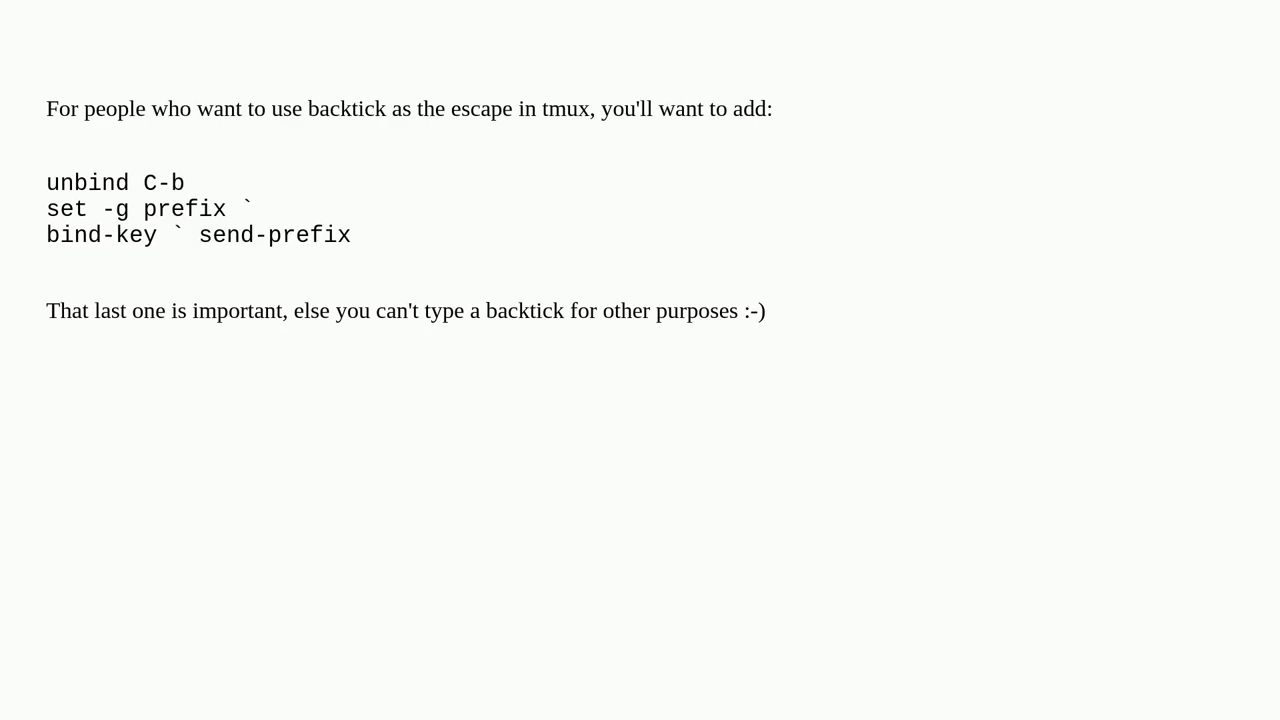 For people who want to use backtick as the escape in tmux, you'll want to add:
unbind C-b
set -g prefix `
bind-key ` send-prefix
That last one is important, else you can't type a backtick for other purposes :-)